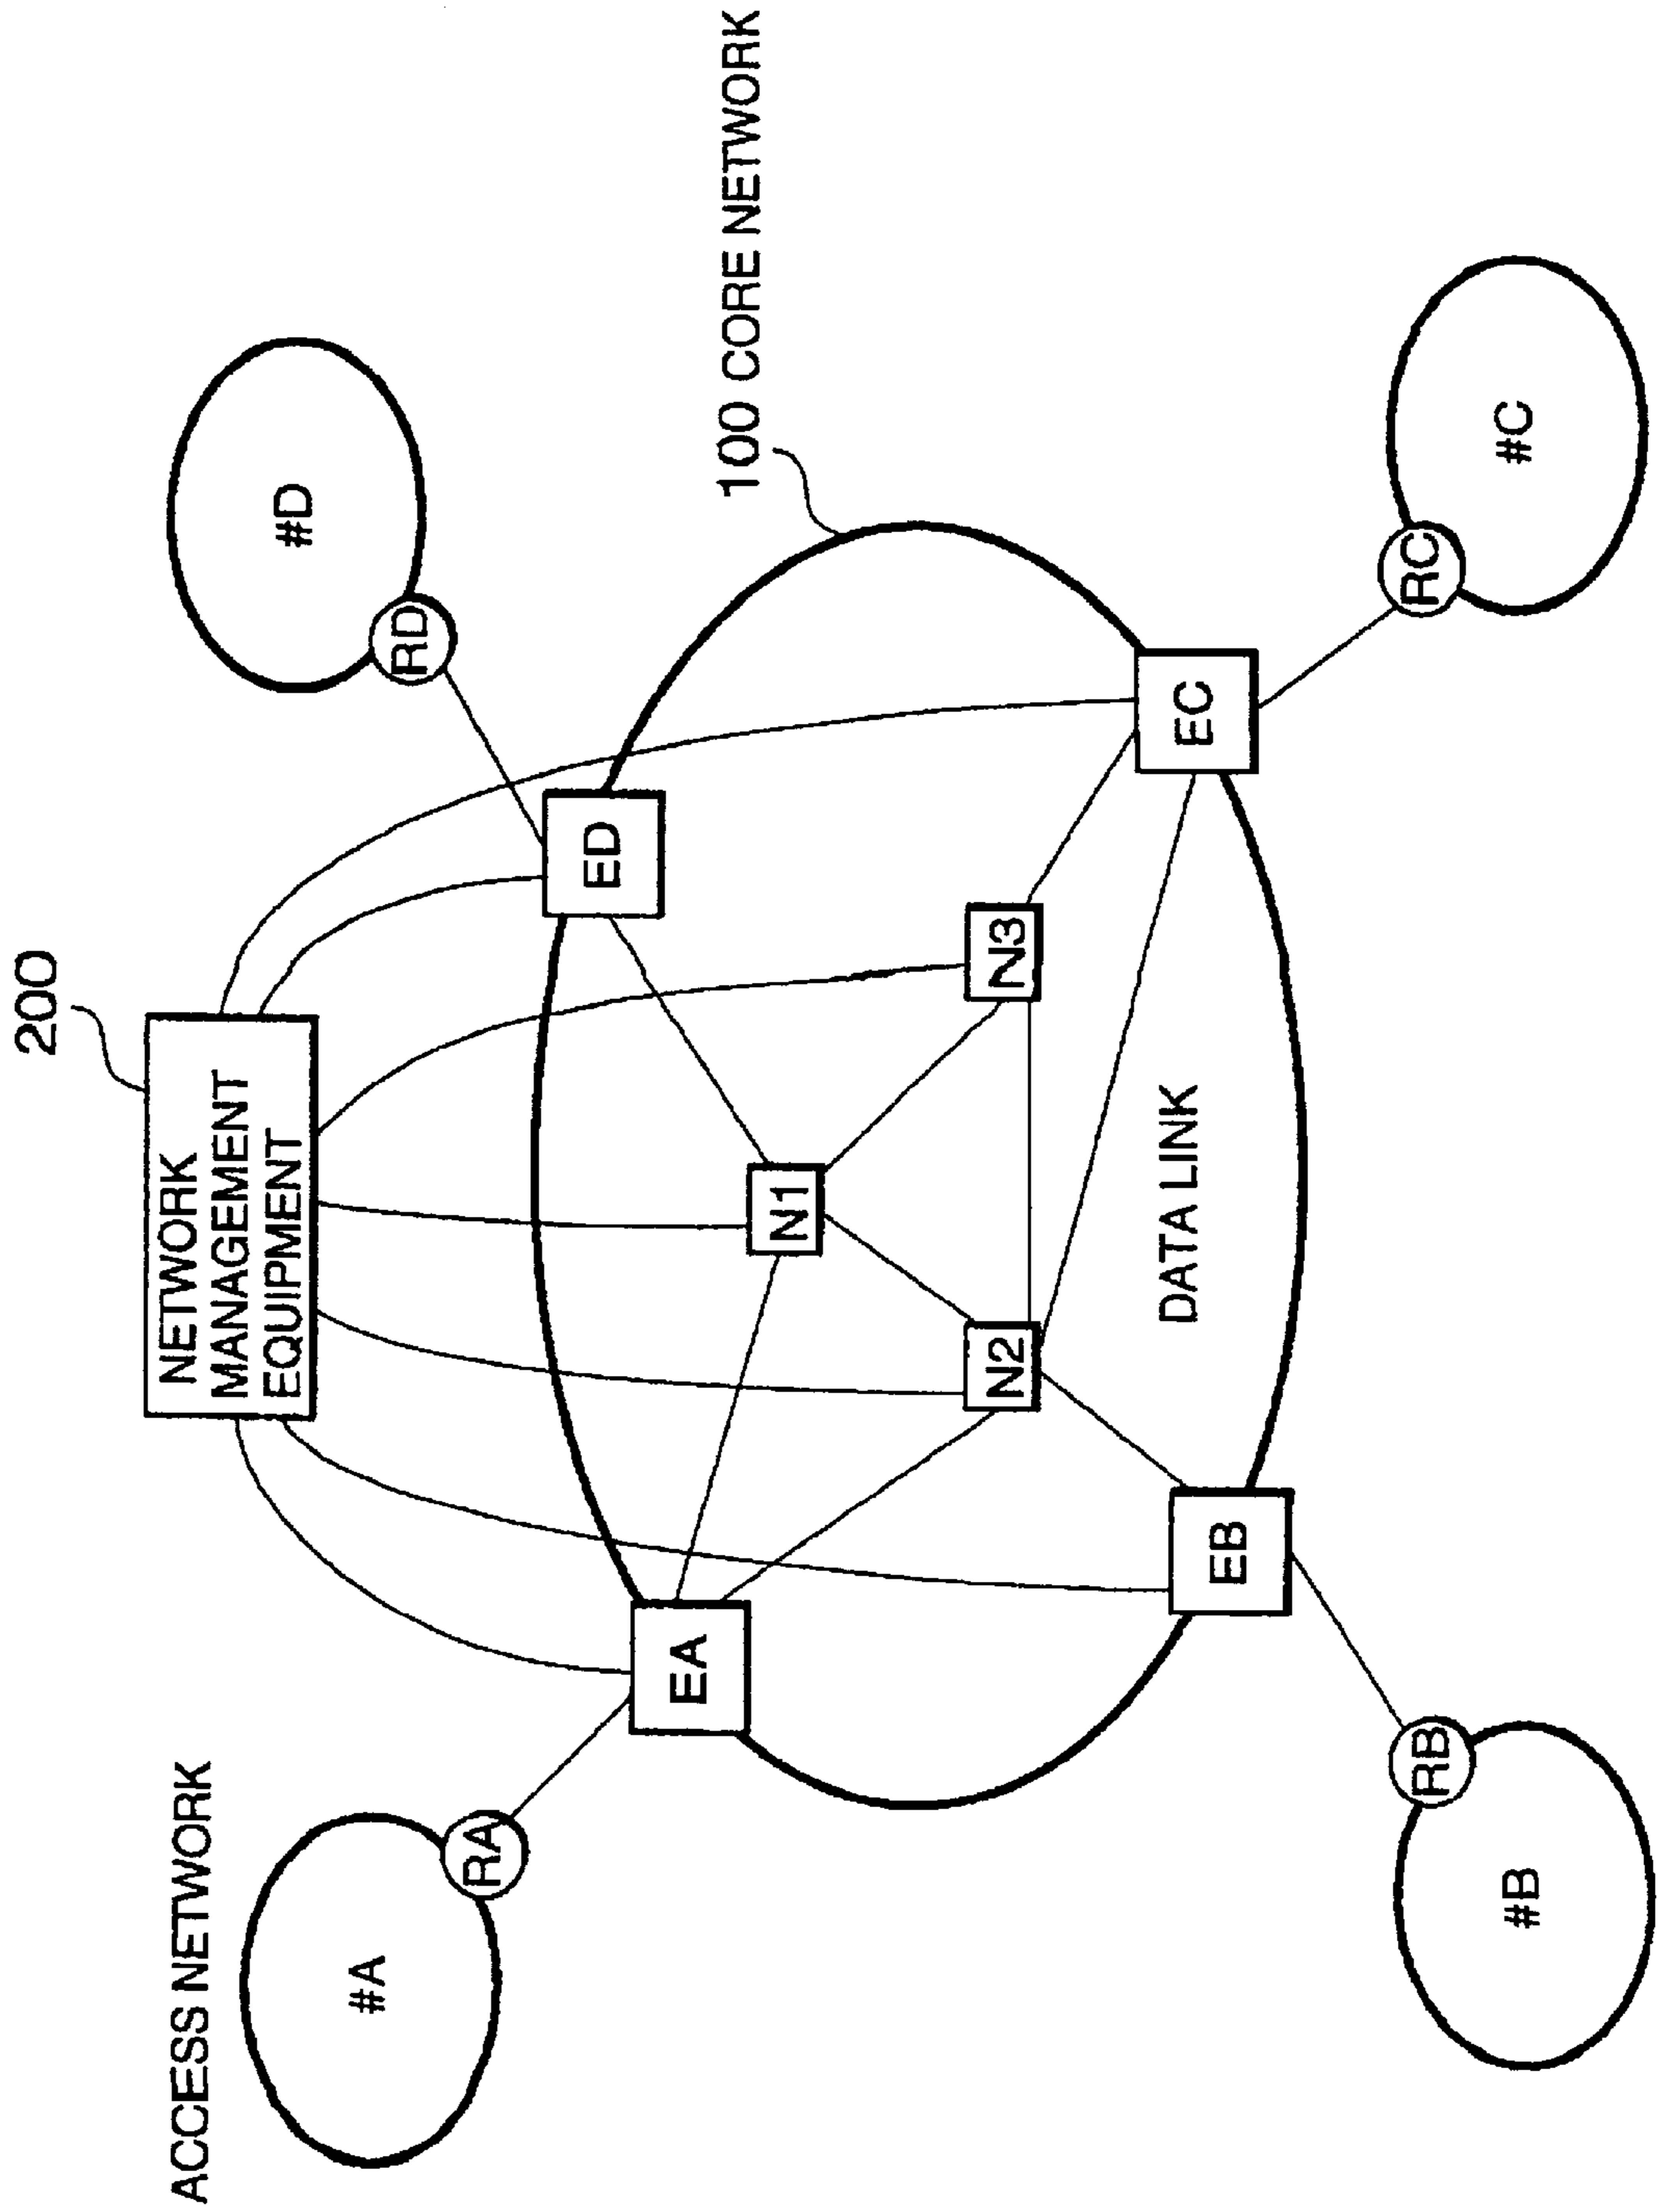 200
NETWORK
MANAGEMENT
EQUIPMENT
ACCESS NETWORK
#A
RA
#D
RD
100 CORE NETWORK
EA
ED
N1
N2
N3
DATA LINK
EB
EC
RB
#B
RC
#C